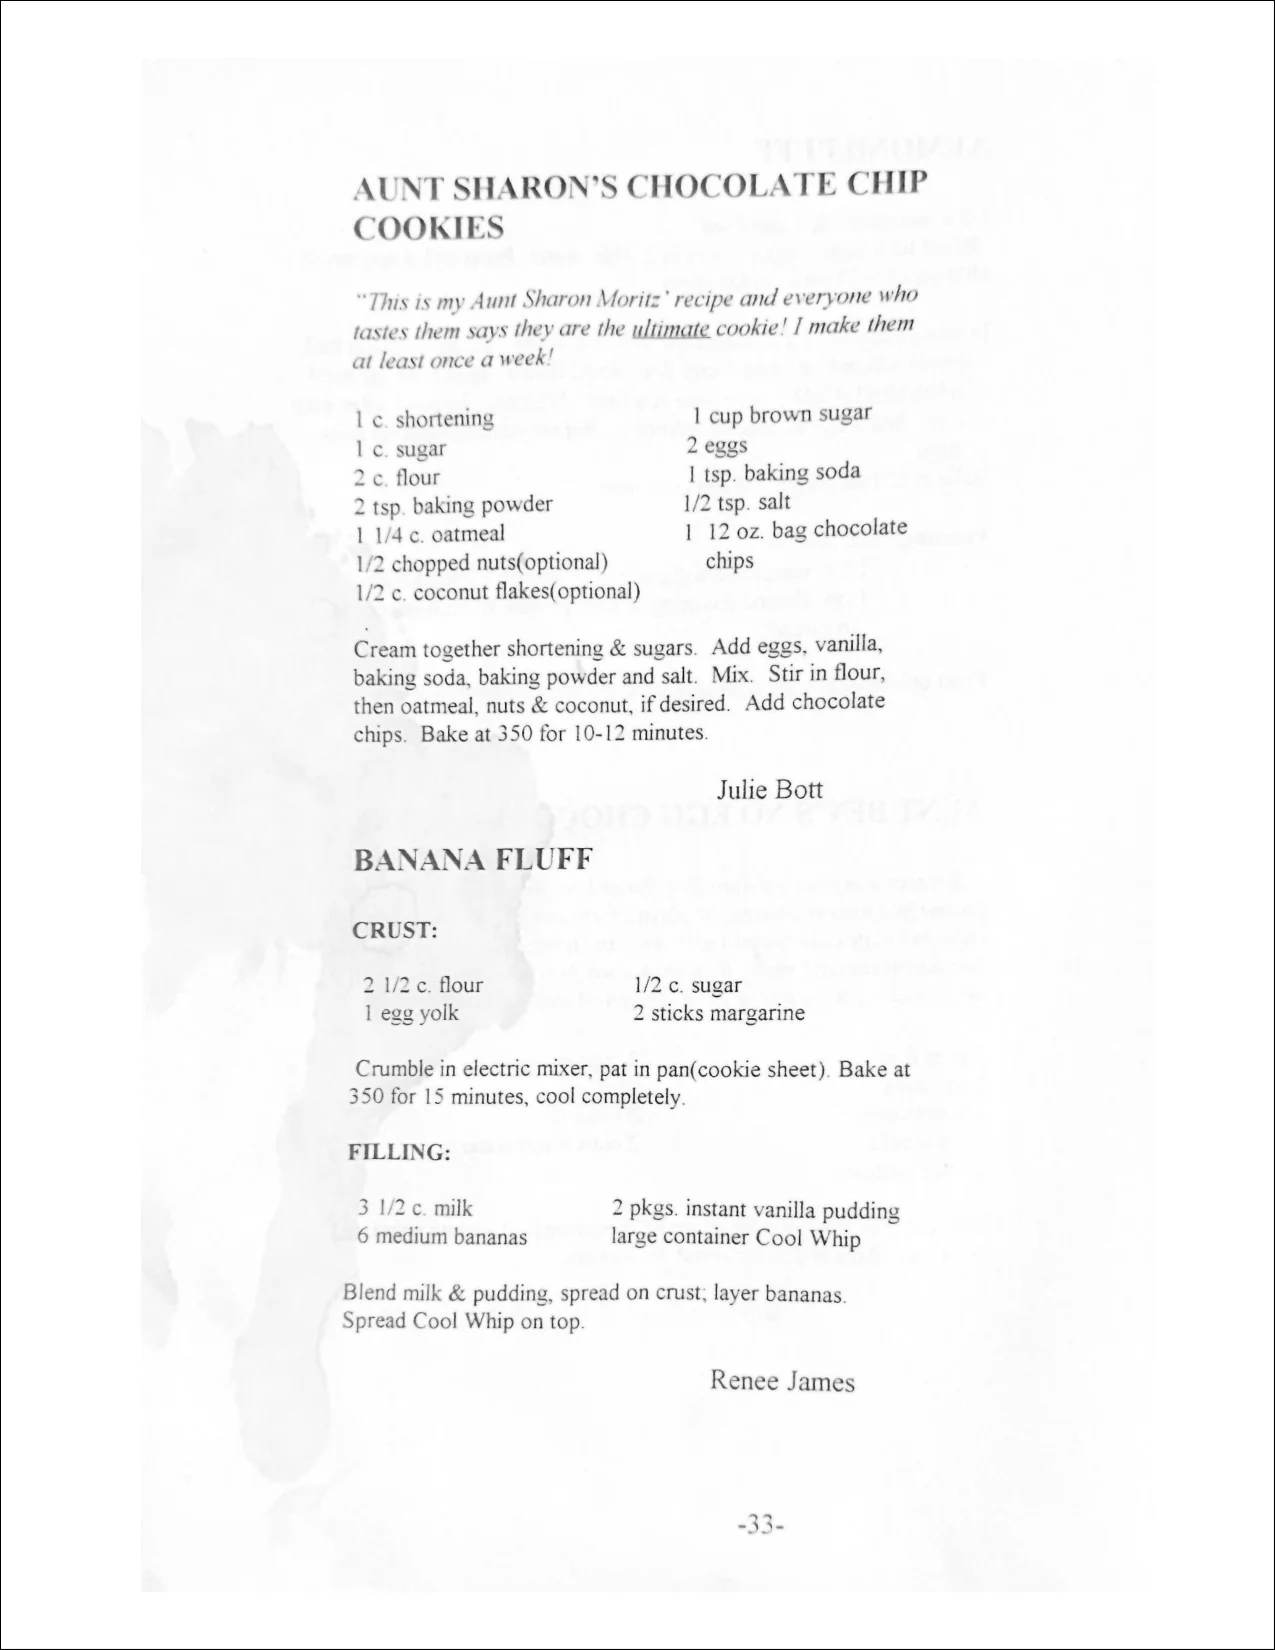 AUNT SHARON'S CHOCOLATE CHIP
COOKIES
"This is my Aunt Sharon Moritz' recipe and everyone who
tastes them says they are the ultimate cookie! I make them
at least once a week!
1 c. shortening 1 cup brown sugar
1 c. sugar 2 eggs
2 c. flour 1 tsp. baking soda
2 tsp. baking powder 1/2 tsp. salt
1 1/4 c. oatmeal 1 12 oz. bag chocolate
1/2 chopped nuts(optional) chips
1/2 c. coconut flakes(optional)
Cream together shortening & sugars. Add eggs, vanilla,
baking soda, baking powder and salt. Mix. Stir in flour,
then oatmeal, nuts & coconut, if desired. Add chocolate
chips. Bake at 350 for 10-12 minutes.
Julie Bott
BANANA FLUFF
CRUST:
2 1/2 c. flour 1/2 c. sugar
1 egg yolk 2 sticks margarine
Crumble in electric mixer, pat in pan(cookie sheet). Bake at
350 for 15 minutes, cool completely.
FILLING:
3 1/2 c. milk 2 pkgs. instant vanilla pudding
6 medium bananas large container Cool Whip
Blend milk & pudding, spread on crust; layer bananas.
Spread Cool Whip on top.
Renee James
-33-